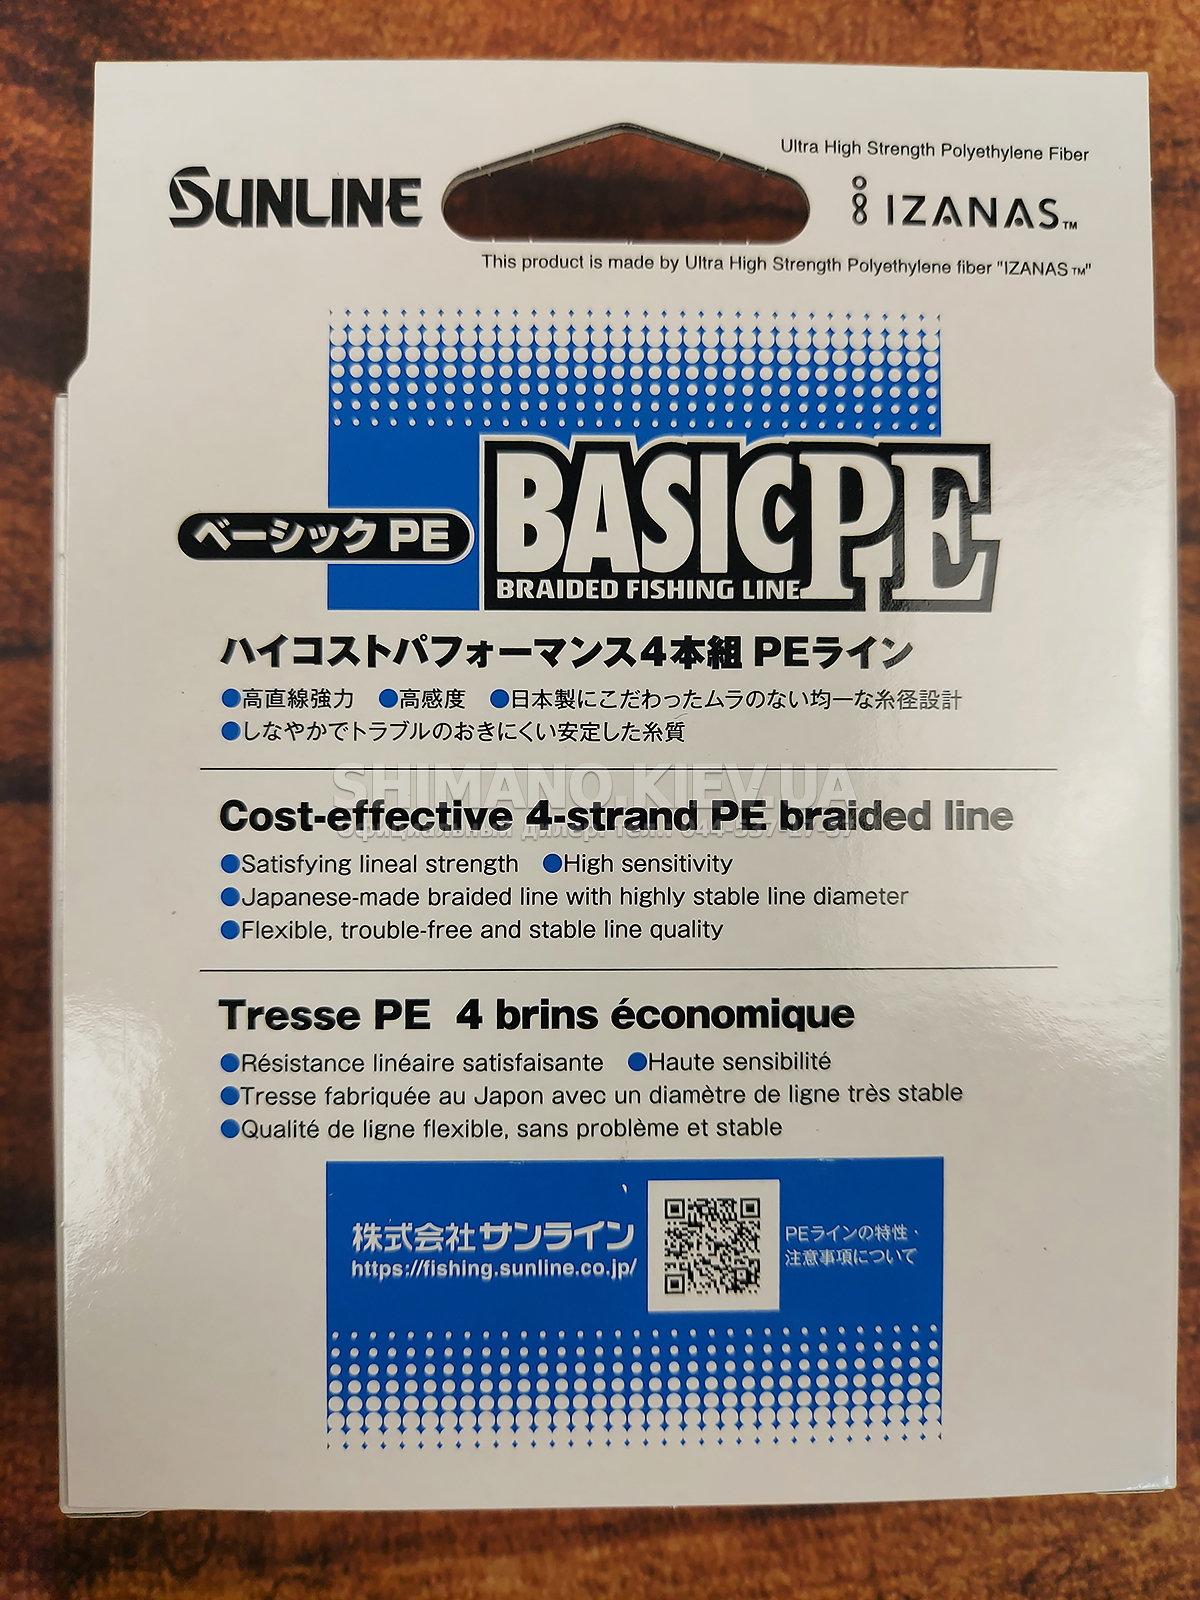 Ultra High Strength Polyethylene Fiber
SUNLINE
IZANAS™
This product is made by Ultra High Strength Polyethylene fiber "IZANAS™"
BASIC PE
ベーシック PE
BRAIDED FISHING LINE
ハイコストパフォーマンス4本組 PEライン
●高直線強力 ●高感度 ●日本製にこだわったムラのない均一な糸径設計
●しなやかでトラブルのおきにくい安定した糸質
SHIMANO.KIEV.UA
Cost-effective 4-strand PE braided line
официальный дилер.
●Satisfying lineal strength ●High sensitivity
●Japanese-made braided line with highly stable line diameter
●Flexible, trouble-free and stable line quality
Tresse PE 4 brins économique
●Résistance linéaire satisfaisante ●Haute sensibilité
●Tresse fabriquée au Japon avec un diamètre de ligne très stable
●Qualité de ligne flexible, sans problème et stable
株式会社サンライン
https://fishing.sunline.co.jp/
PEラインの特性・
注意事項について